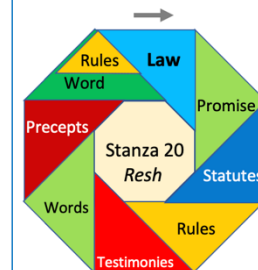 Rules
Law
Word
Promise
Precepts
Stanza 20
Resh
Statutes
Words
Rules
Testimonies